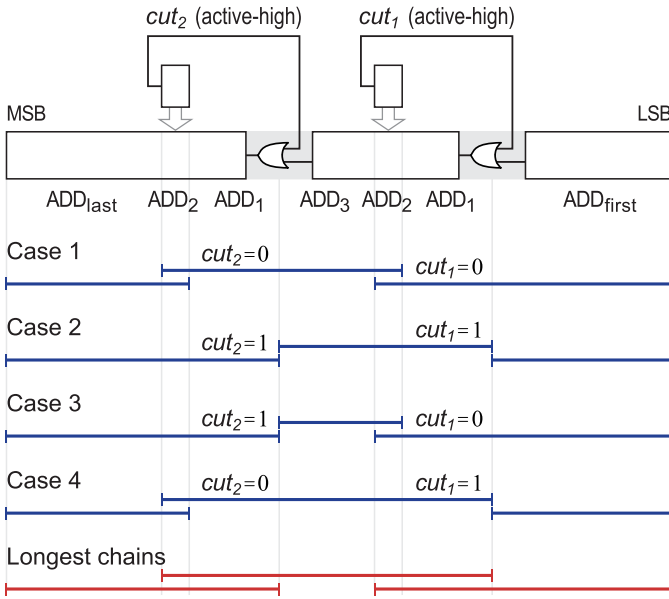 cut₂ (active-high) cut₁ (active-high)
MSB LSB
ADD_last ADD₂ ADD₁ ADD₃ ADD₂ ADD₁ ADD_first
Case 1
cut₂=0 cut₁=0
Case 2
cut₂=1 cut₁=1
Case 3
cut₂=1 cut₁=0
Case 4
cut₂=0 cut₁=1
Longest chains